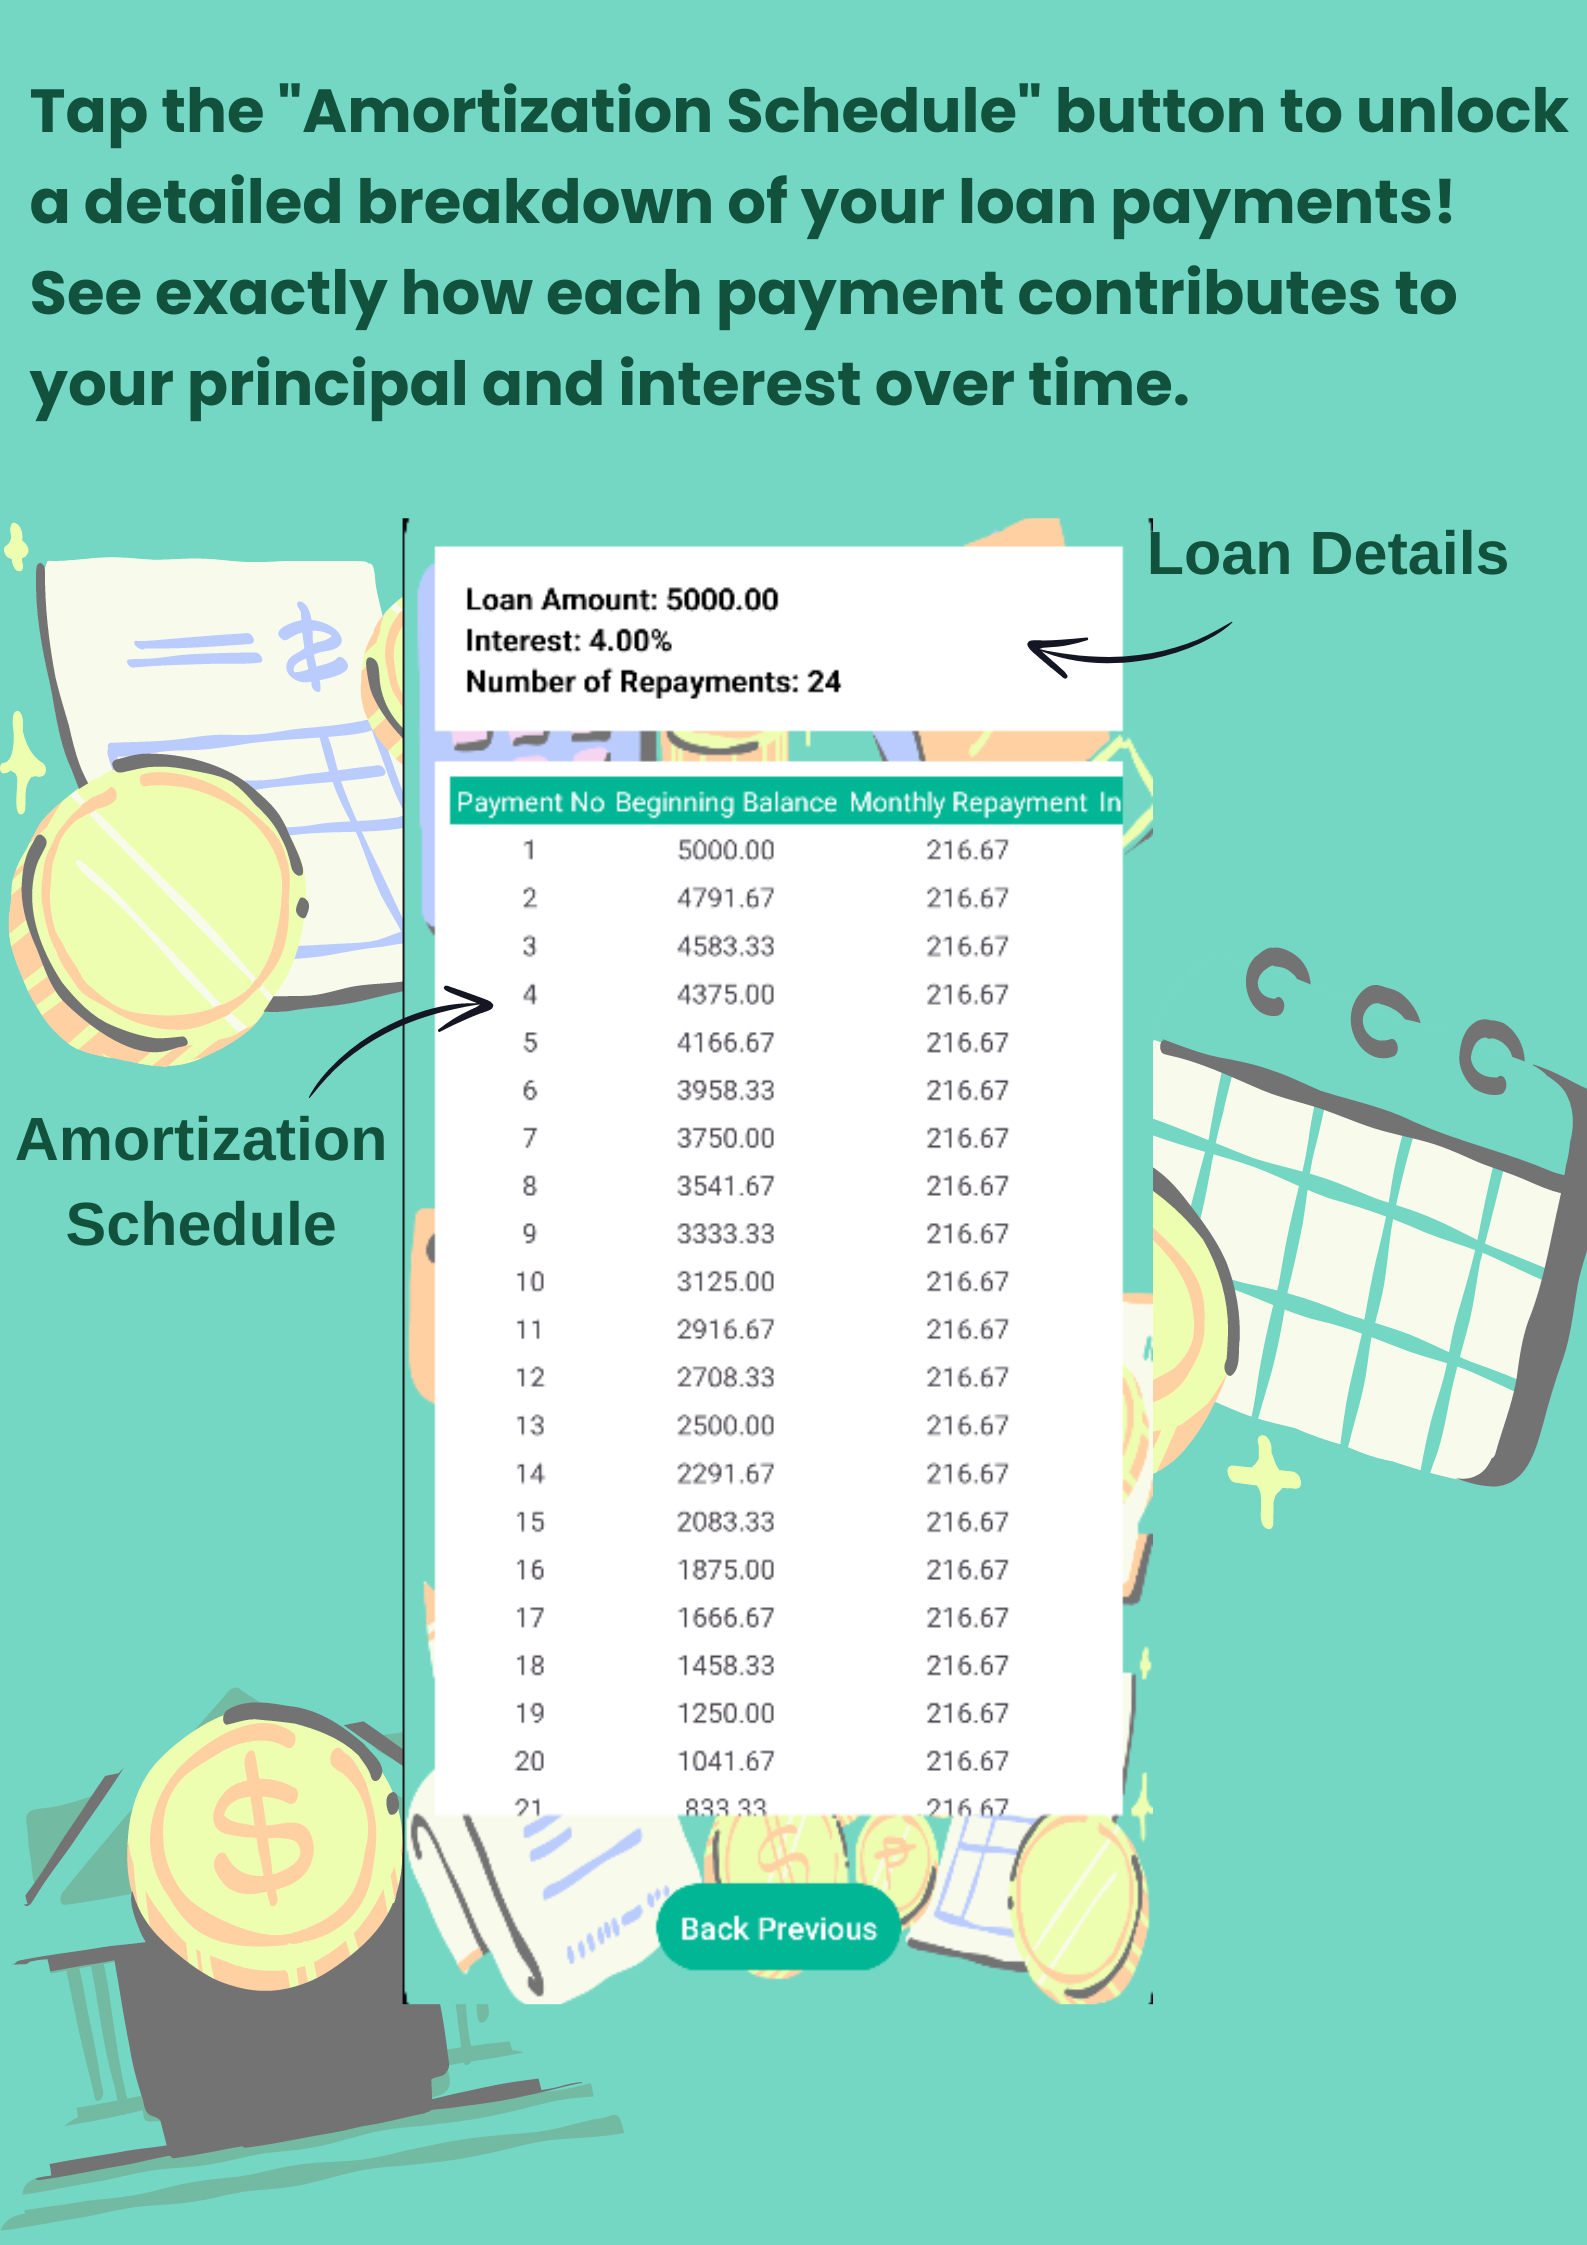 Tap the "Amortization Schedule" button to unlock
a detailed breakdown of your loan payments!
See exactly how each payment contributes to
your principal and interest over time.
Loan Details
Loan Amount: 5000.00
Interest: 4.00%
Number of Repayments: 24
Payment No Beginning Balance Monthly Repayment In
1 5000.00 216.67
2 4791.67 216.67
3 4583.33 216.67
4 4375.00 216.67
5 4166.67 216.67
6 3958.33 216.67
7 3750.00 216.67
8 3541.67 216.67
9 3333.33 216.67
10 3125.00 216.67
11 2916.67 216.67
12 2708.33 216.67
13 2500.00 216.67
14 2291.67 216.67
15 2083.33 216.67
16 1875.00 216.67
17 1666.67 216.67
18 1458.33 216.67
19 1250.00 216.67
20 1041.67 216.67
21 833.33 216.67
Amortization
Schedule
Back Previous